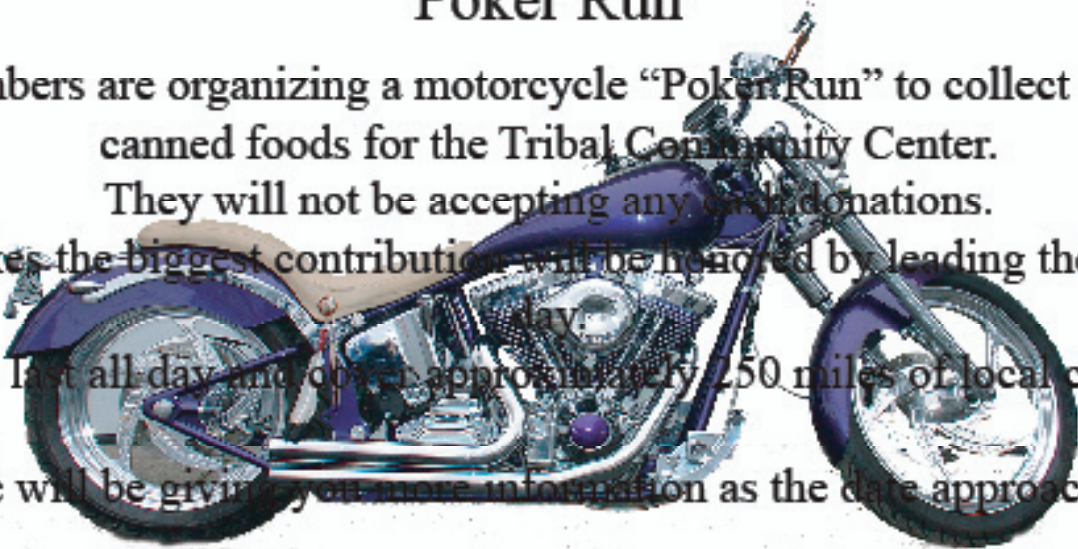 Poker Run
nbers are organizing a motorcycle “Poker Run” to collect
canned foods for the Tribal Community Center.
They will not be accepting any cash donations.
kes the biggest contribution will be honored by leading the
day.
last all day and cover approximately 250 miles of local c
e will be giving you more information as the date approac